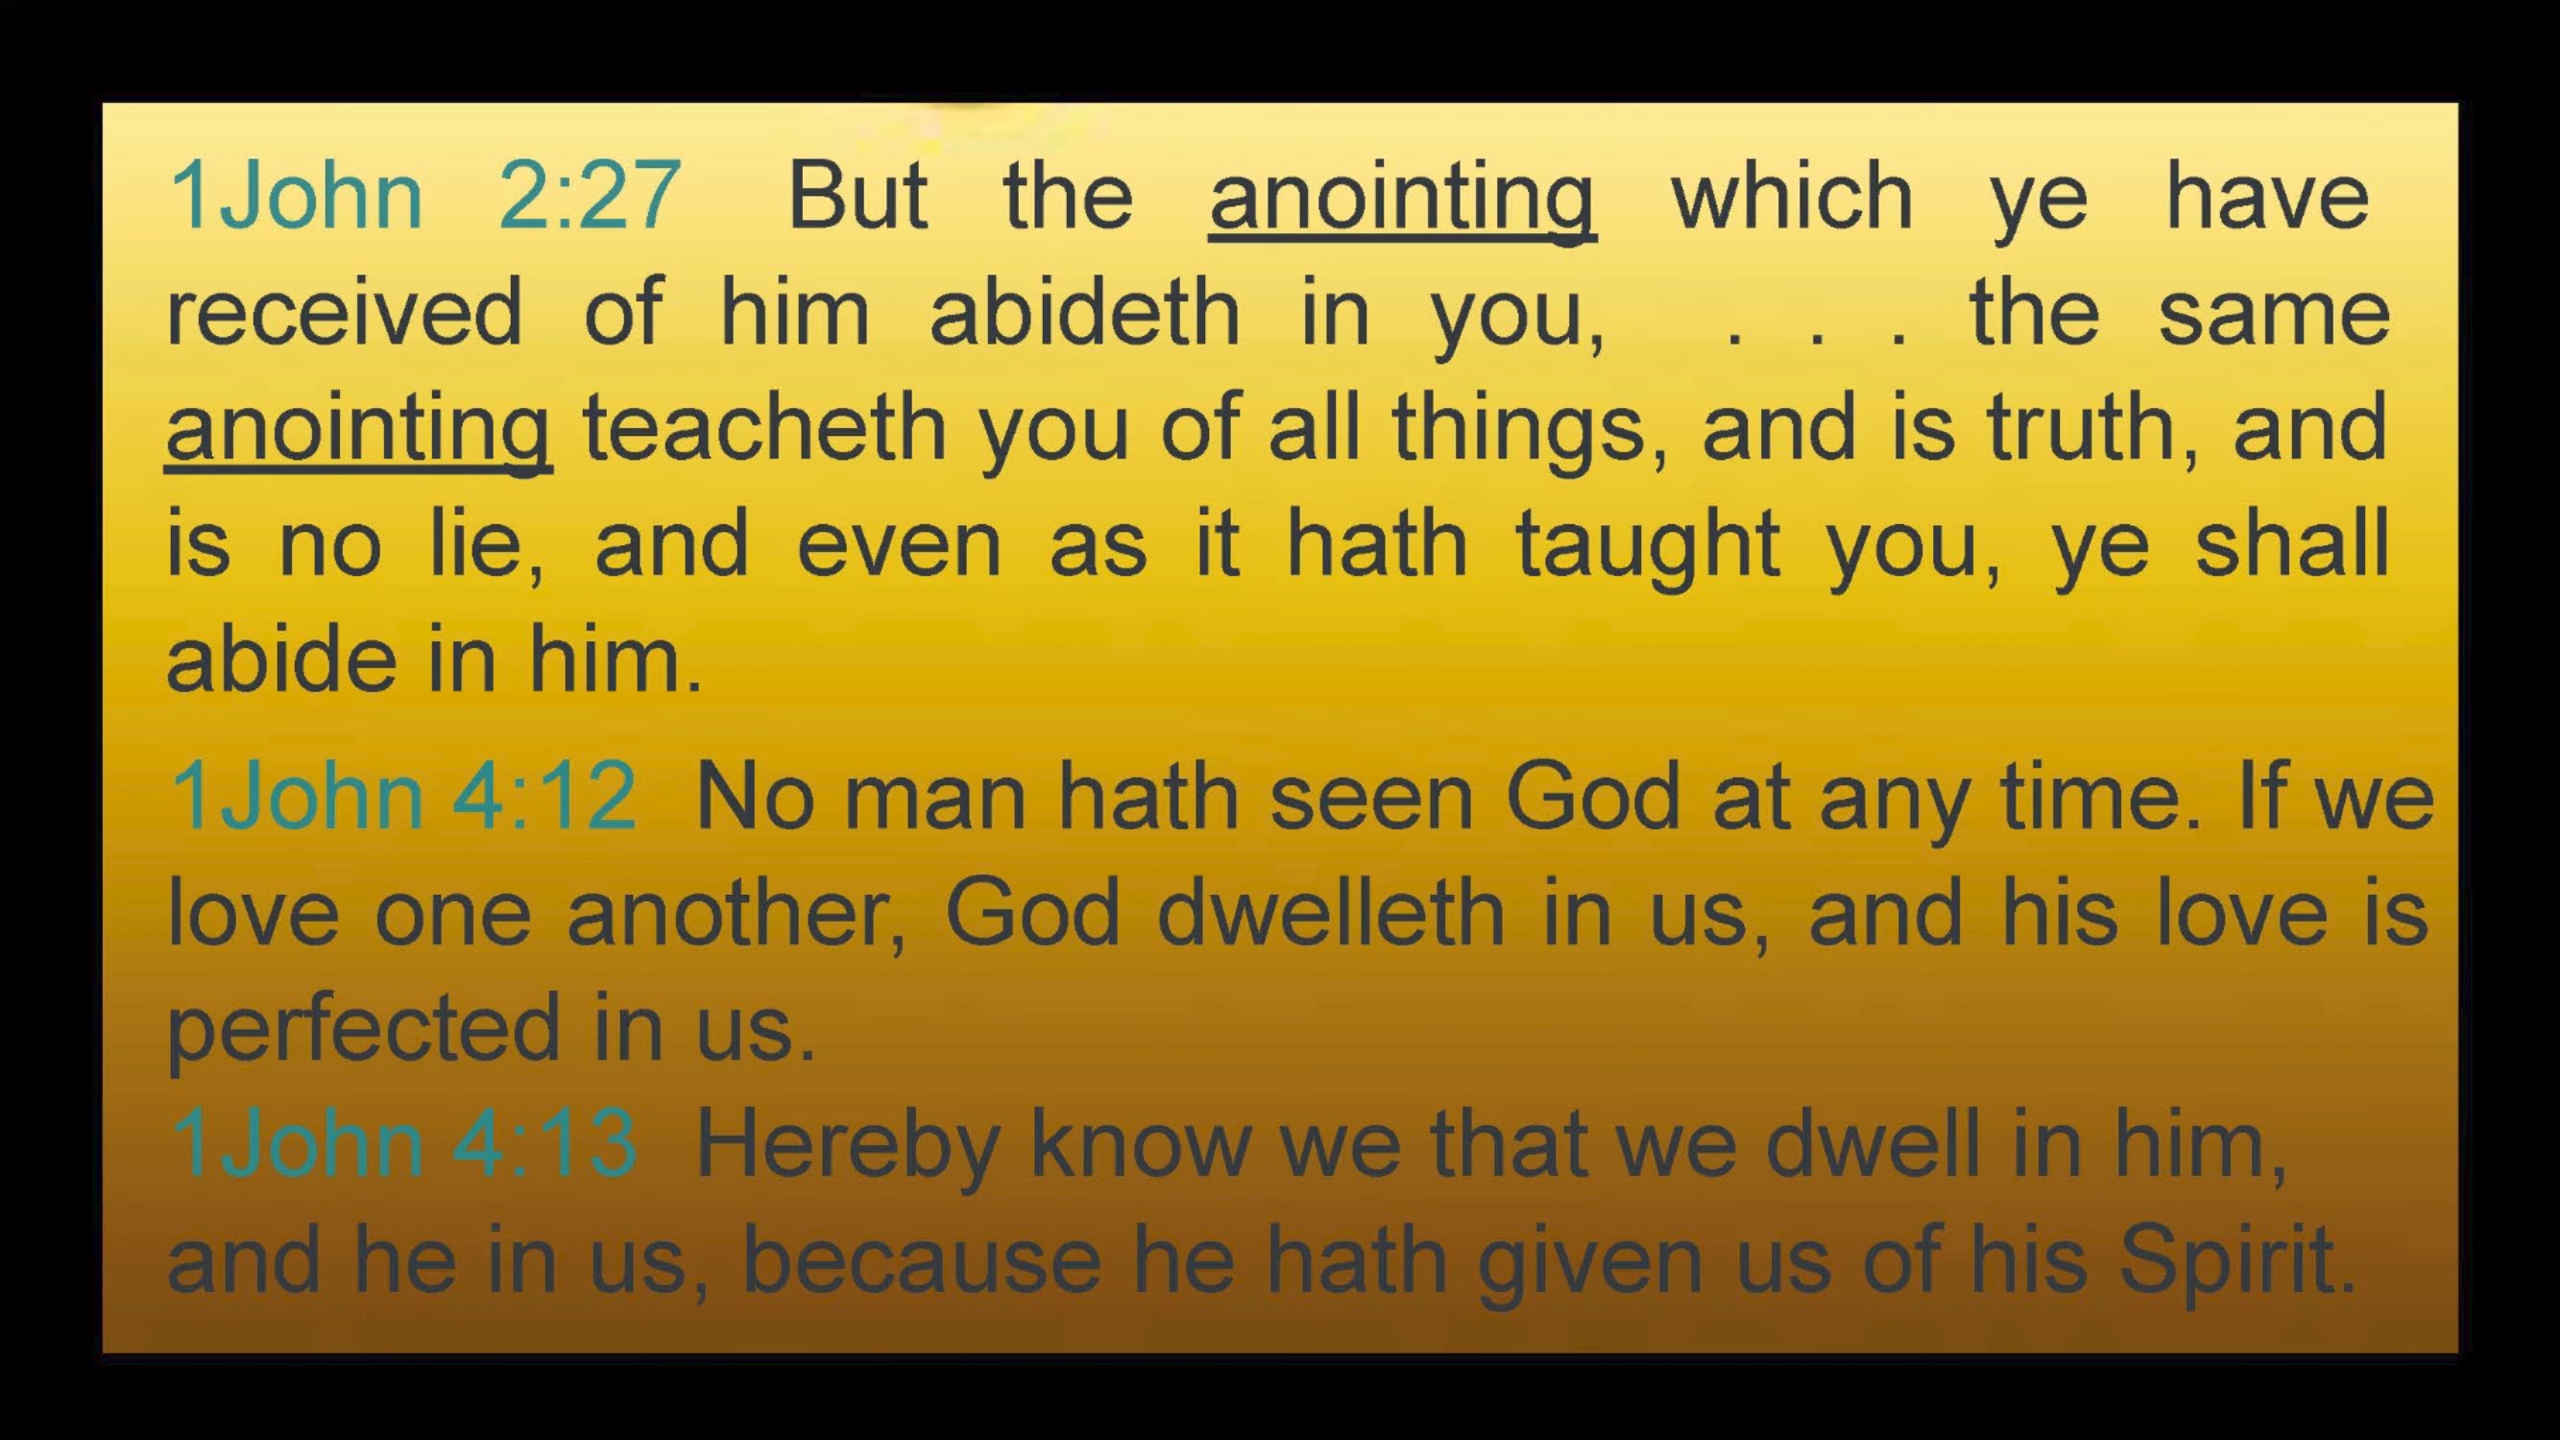 1John 2:27 But the anointing which ye have
received of him abideth in you, . . . the same
anointing teacheth you of all things, and is truth, and
is no lie, and even as it hath taught you, ye shall
abide in him.
1John 4:12 No man hath seen God at any time. If we
love one another, God dwelleth in us, and his love is
perfected in us.
1John 4:13 Hereby know we that we dwell in him,
and he in us, because he hath given us of his Spirit.